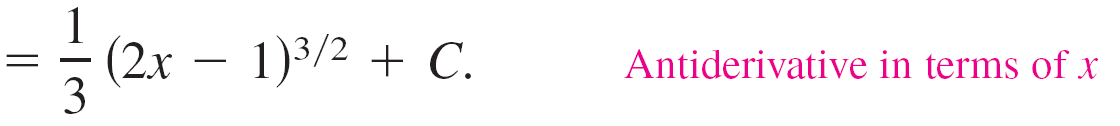 = 1/3 (2x − 1)^{3/2} + C. Antiderivative in terms of x